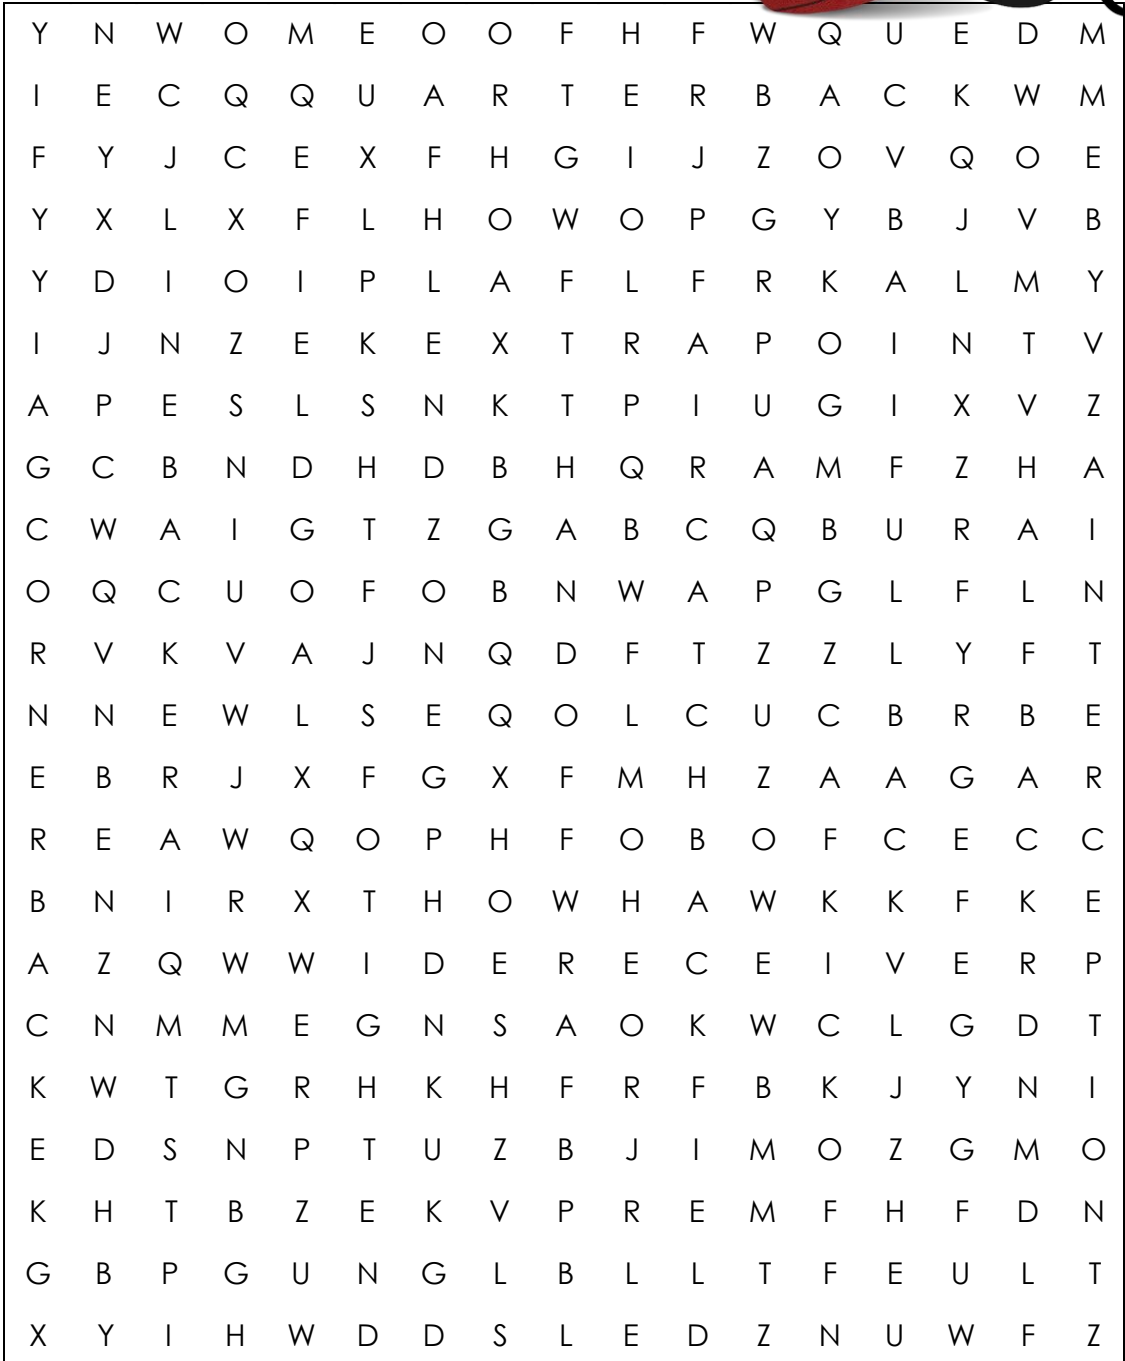 Y N W O M E O O F H F W Q U E D M
I E C Q Q U A R T E R B A C K W M
F Y J C E X F H G I J Z O V Q O E
Y X L X F L H O W O P G Y B J V B
Y D I O I P L A F L F R K A L M Y
I J N Z E K E X T R A P O I N T V
A P E S L S N K T P I U G I X V Z
G C B N D H D B H Q R A M F Z H A
C W A I G T Z G A B C Q B U R A I
O Q C U O F O B N W A P G L F L N
R V K V A J N Q D F T Z Z L Y F T
N N E W L S E Q O L C U C B R B E
E B R J X F G X F M H Z A A G A R
R E A W Q O P H F O B O F C E C C
B N I R X T H O W H A W K K F K E
A Z Q W W I D E R E C E I V E R P
C N M M E G N S A O K W C L G D T
K W T G R H K H F R F B K J Y N I
E D S N P T U Z B J I M O Z G M O
K H T B Z E K V P R E M F H F D N
G B P G U N G L B L L T F E U L T
X Y I H W D D S L E D Z N U W F Z